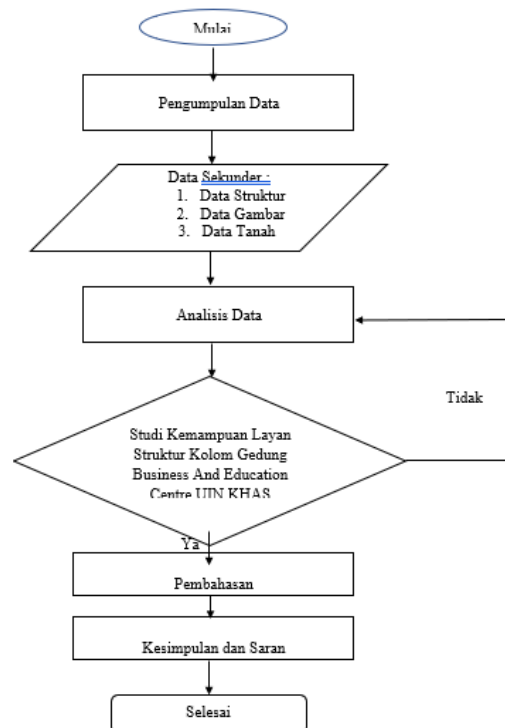 Mulai
Pengumpulan Data
Data Sekunder :
1. Data Struktur
2. Data Gambar
3. Data Tanah
Analisis Data
Tidak
Studi Kemampuan Layan
Struktur Kolom Gedung
Business And Education
Centre UIN KHAS
Ya
Pembahasan
Kesimpulan dan Saran
Selesai